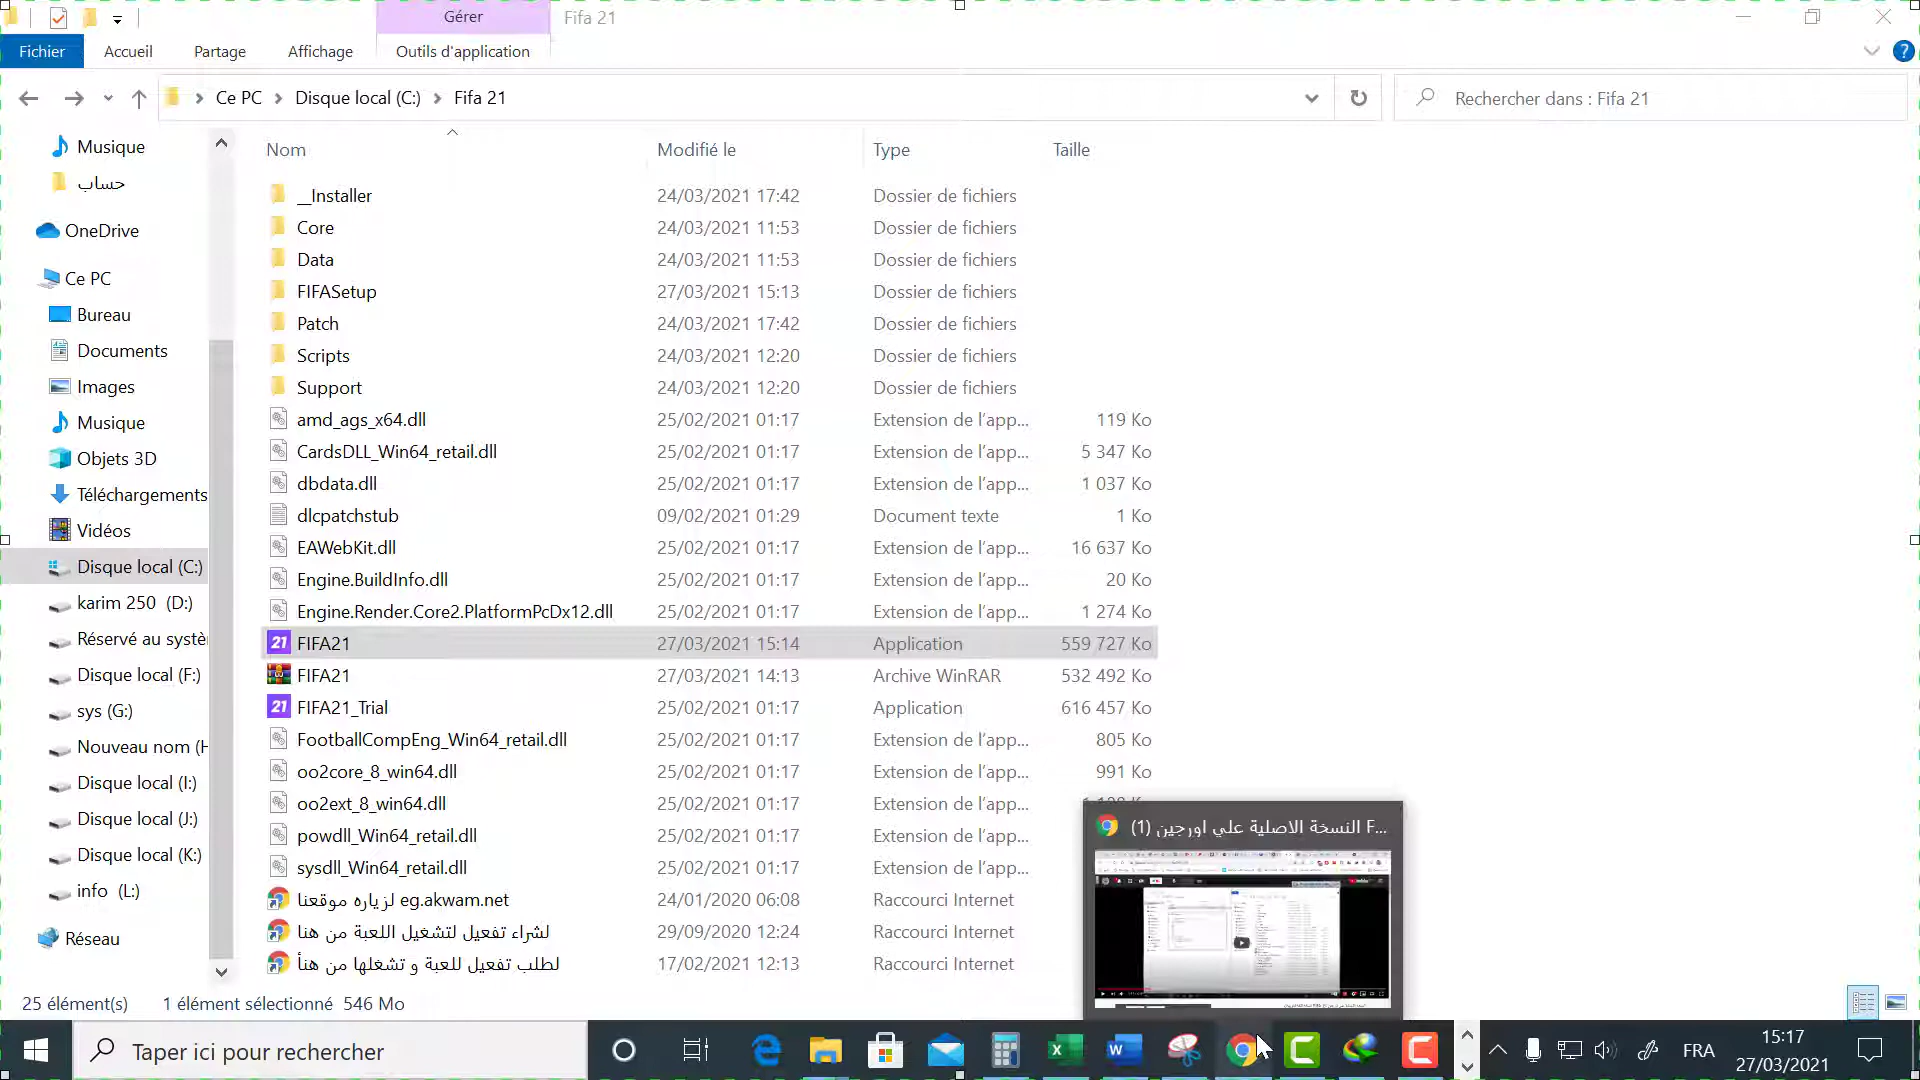 Gérer
Fifa 21
Fichier
Accueil
Partage
Affichage
Outils d'application
Ce PC
Disque local (C:)
Fifa 21
Rechercher dans : Fifa 21
Nom
Modifié le
Type
Taille
Musique
حساب
OneDrive
Ce PC
Bureau
Documents
Images
Musique
Objets 3D
Téléchargements
Vidéos
Disque local (C:)
karim 250 (D:)
Réservé au systè
Disque local (F:)
sys (G:)
Nouveau nom (H
Disque local (I:)
Disque local (J:)
Disque local (K:)
info (L:)
Réseau
__Installer 24/03/2021 17:42 Dossier de fichiers
Core 24/03/2021 11:53 Dossier de fichiers
Data 24/03/2021 11:53 Dossier de fichiers
FIFASetup 27/03/2021 15:13 Dossier de fichiers
Patch 24/03/2021 17:42 Dossier de fichiers
Scripts 24/03/2021 12:20 Dossier de fichiers
Support 24/03/2021 12:20 Dossier de fichiers
amd_ags_x64.dll 25/02/2021 01:17 Extension de l'app... 119 Ko
CardsDLL_Win64_retail.dll 25/02/2021 01:17 Extension de l'app... 5 347 Ko
dbdata.dll 25/02/2021 01:17 Extension de l'app... 1 037 Ko
dlcpatchstub 09/02/2021 01:29 Document texte 1 Ko
EAWebKit.dll 25/02/2021 01:17 Extension de l'app... 16 637 Ko
Engine.BuildInfo.dll 25/02/2021 01:17 Extension de l'app... 20 Ko
Engine.Render.Core2.PlatformPcDx12.dll 25/02/2021 01:17 Extension de l'app... 1 274 Ko
21 FIFA21 27/03/2021 15:14 Application 559 727 Ko
FIFA21 27/03/2021 14:13 Archive WinRAR 532 492 Ko
21 FIFA21_Trial 25/02/2021 01:17 Application 616 457 Ko
FootballCompEng_Win64_retail.dll 25/02/2021 01:17 Extension de l'app... 805 Ko
oo2core_8_win64.dll 25/02/2021 01:17 Extension de l'app... 991 Ko
oo2ext_8_win64.dll 25/02/2021 01:17 Extension de l'app...
powdll_Win64_retail.dll 25/02/2021 01:17 Extension de l'app...
sysdll_Win64_retail.dll 25/02/2021 01:17 Extension de l'app...
لزياره موقعنا eg.akwam.net 24/01/2020 06:08 Raccourci Internet
لشراء تفعيل لتشغيل اللعبة من هنا 29/09/2020 12:24 Raccourci Internet
لطلب تفعيل للعبة و تشغلها من هنأ 17/02/2021 12:13 Raccourci Internet
(1) النسخة الاصلية علي اورجين F...
25 élément(s)
1 élément sélectionné 546 Mo
Taper ici pour rechercher
FRA
15:17
27/03/2021